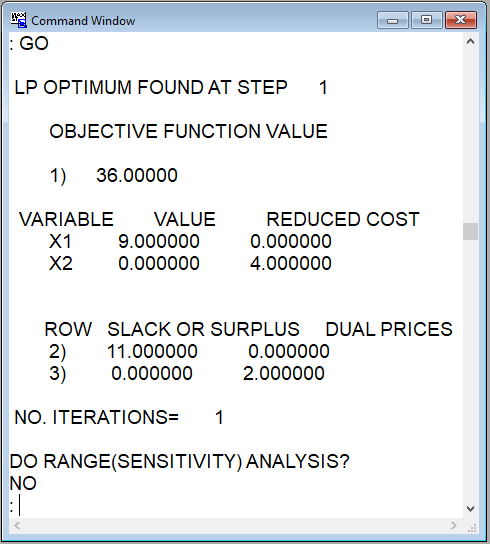 Command Window
: GO
LP OPTIMUM FOUND AT STEP 1
OBJECTIVE FUNCTION VALUE
1) 36.00000
VARIABLE VALUE REDUCED COST
X1 9.000000 0.000000
X2 0.000000 4.000000
ROW SLACK OR SURPLUS DUAL PRICES
2) 11.000000 0.000000
3) 0.000000 2.000000
NO. ITERATIONS= 1
DO RANGE(SENSITIVITY) ANALYSIS?
NO
: